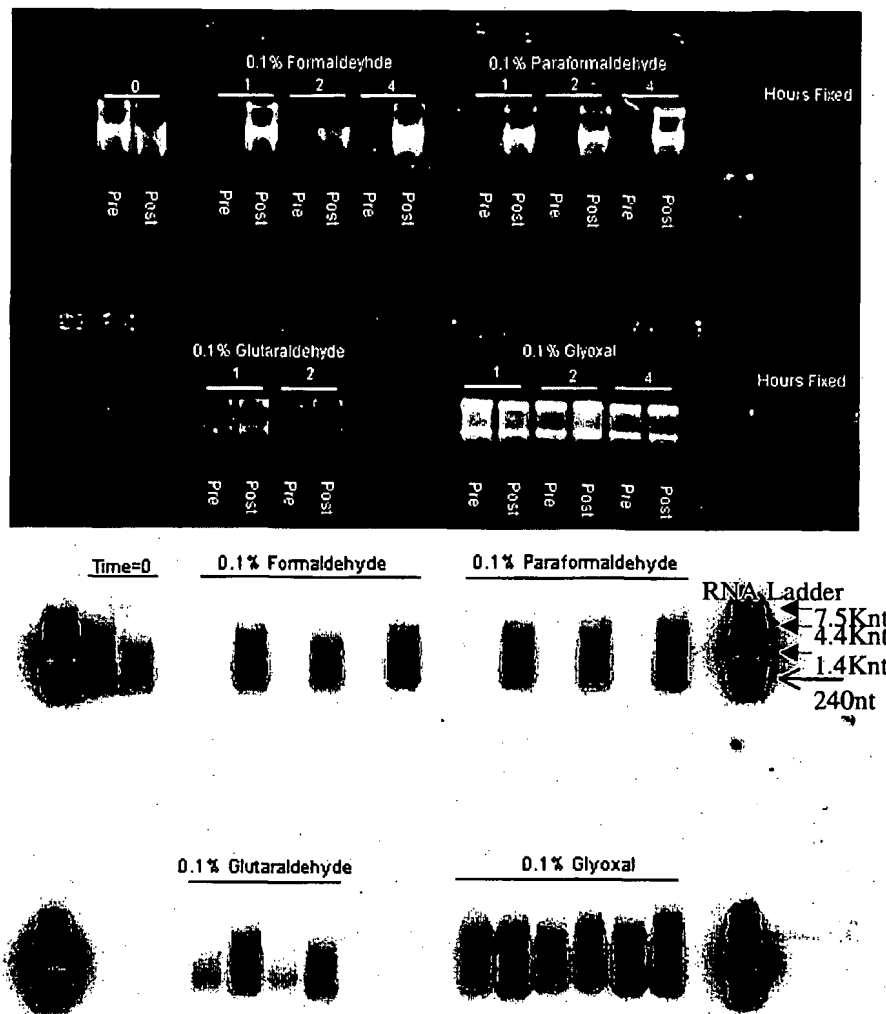 0.1% Formaldeyhde 0.1% Paraformaldehyde
0 1 2 4 1 2 4 Hours Fixed
Pre Post Pre Post Pre Post Pre Post Pre Post Pre Post Pre Post
0.1% Glutaraldehyde 0.1% Glyoxal
1 2 1 2 4 Hours Fixed
Pre Post Pre Post Pre Post Pre Post Pre Post
Time=0 0.1% Formaldehyde 0.1% Paraformaldehyde
RNA Ladder
7.5Knt
4.4Knt
1.4Knt
240nt
0.1% Glutaraldehyde 0.1% Glyoxal